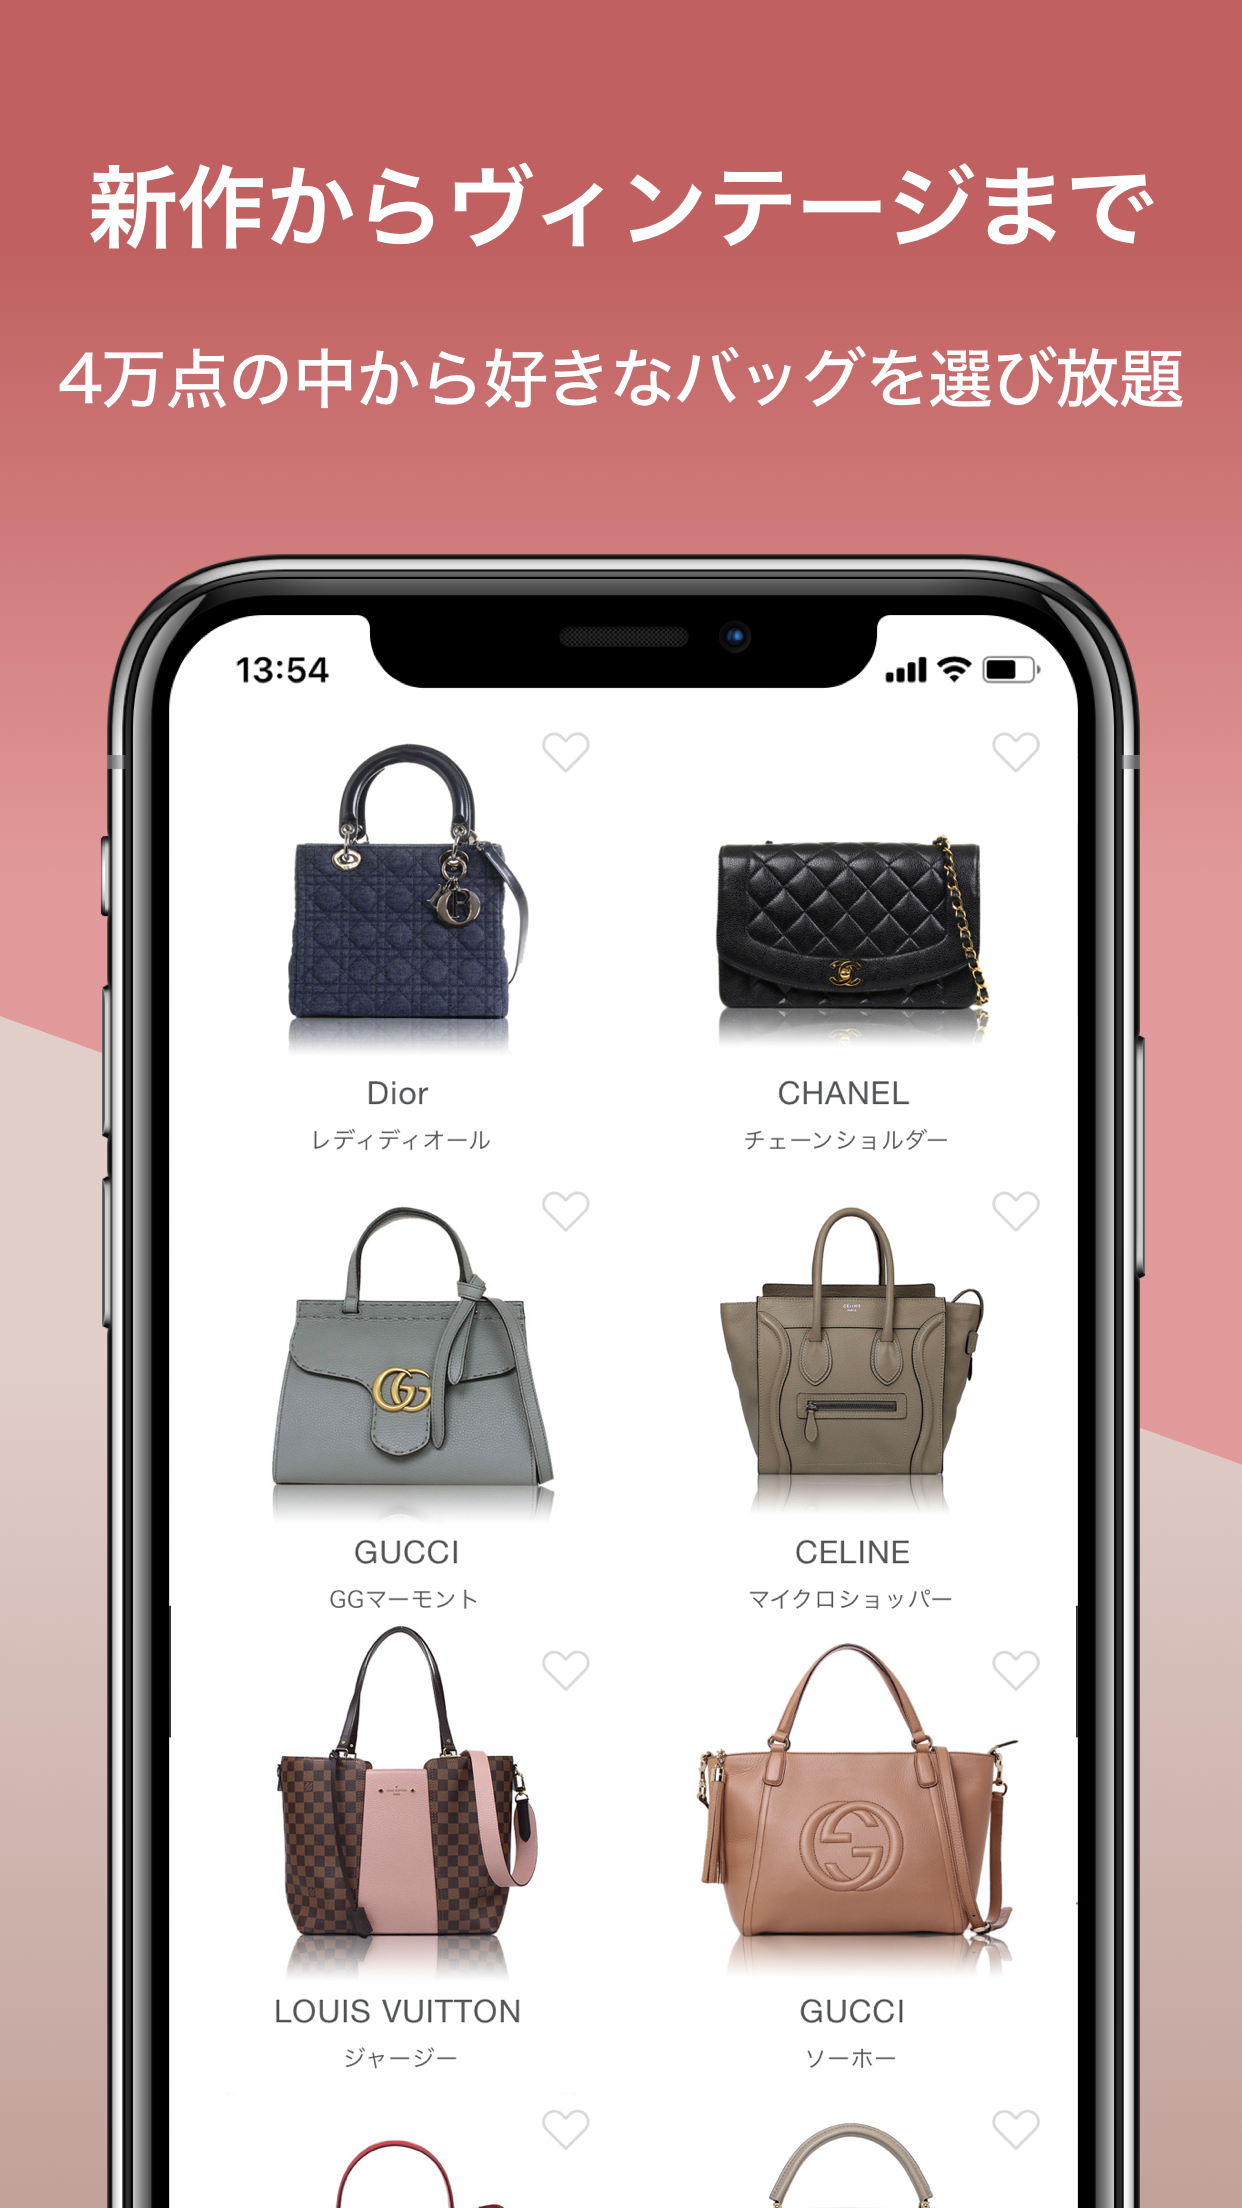 新作からヴィンテージまで
4万点の中から好きなバッグを選び放題
13:54
Dior
レディディオール
CHANEL
チェーンショルダー
CELINE
GUCCI
GGマーモント
CELINE
マイクロショッパー
LOUIS VUITTON
ジャージー
GUCCI
ソーホー